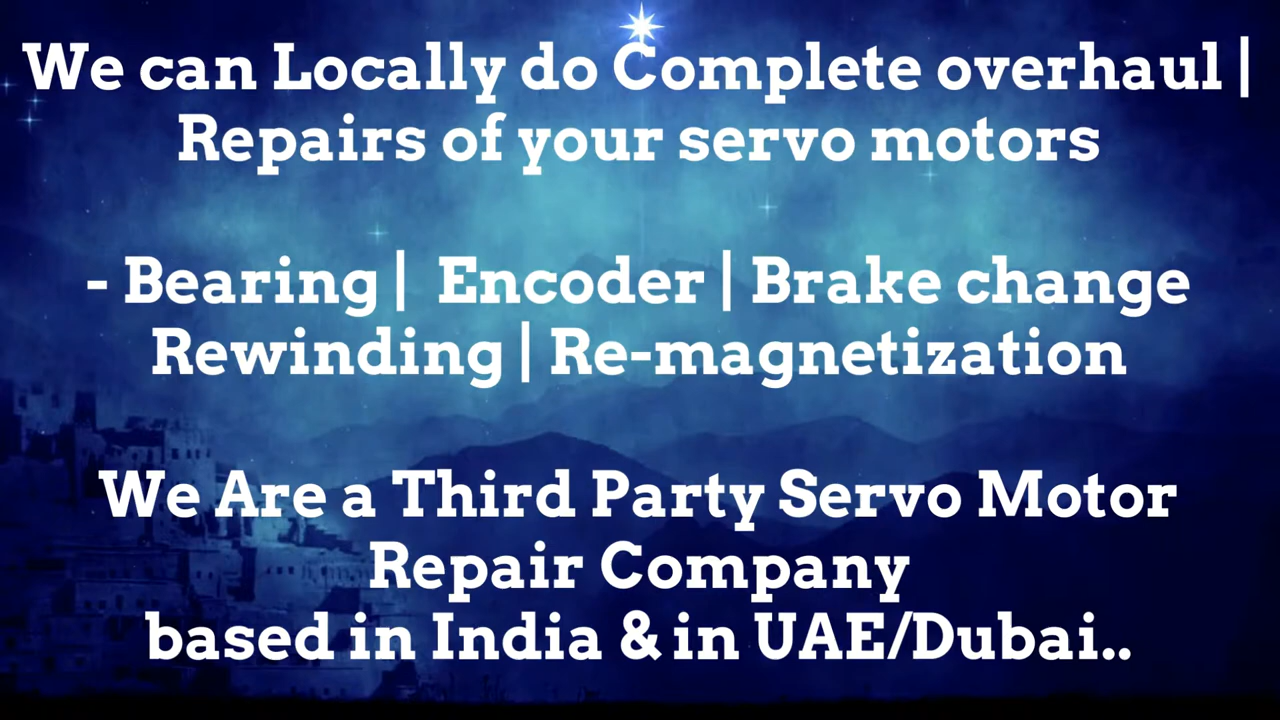 We can Locally do Complete overhaul |
Repairs of your servo motors
- Bearing | Encoder | Brake change
Rewinding | Re-magnetization
We Are a Third Party Servo Motor
Repair Company
based in India & in UAE/Dubai..